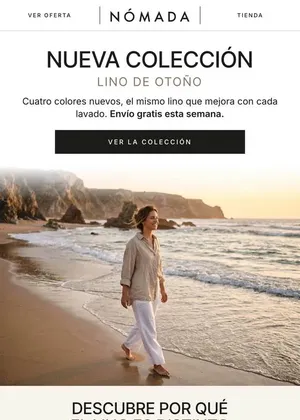 VER OFERTA
NÓMADA
TIENDA
NUEVA COLECCIÓN
LINO DE OTOÑO
Cuatro colores nuevos, el mismo lino que mejora con cada
lavado. Envío gratis esta semana.
VER LA COLECCIÓN
DESCUBRE POR QUÉ